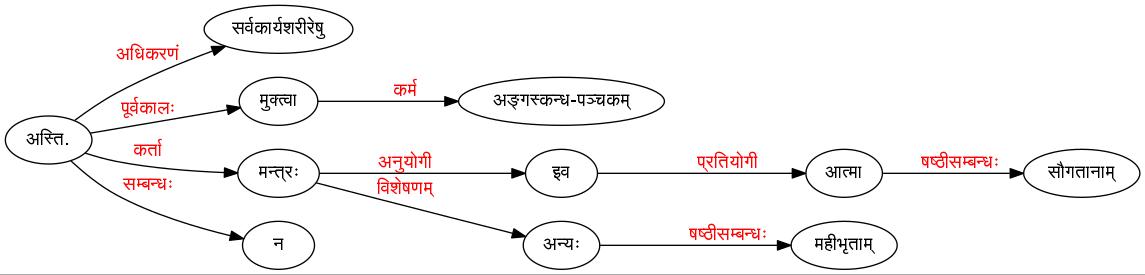 सर्वकार्यशरीरेषु
अधिकरणं
पूर्वकालः
मुक्त्वा
कर्म
अङ्गस्कन्ध-पञ्चकम्
अस्ति.
कर्ता
मन्त्रः
अनुयोगी
इव
प्रतियोगी
आत्मा
षष्ठीसम्बन्धः
सौगतानाम्
विशेषणम्
सम्बन्धः
न
अन्यः
षष्ठीसम्बन्धः
महीभृताम्